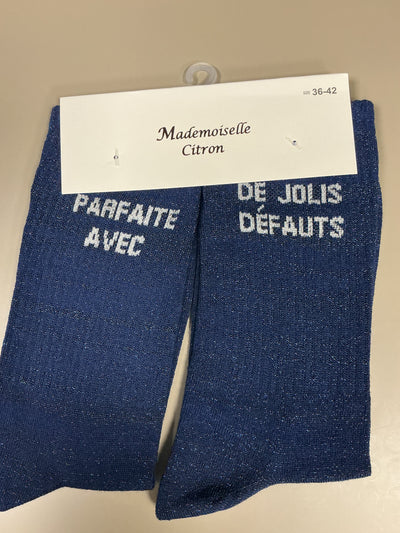 36-42
Mademoiselle
Citron
PARFAITE
AVEC
DE JOLIS
DÉFAUTS